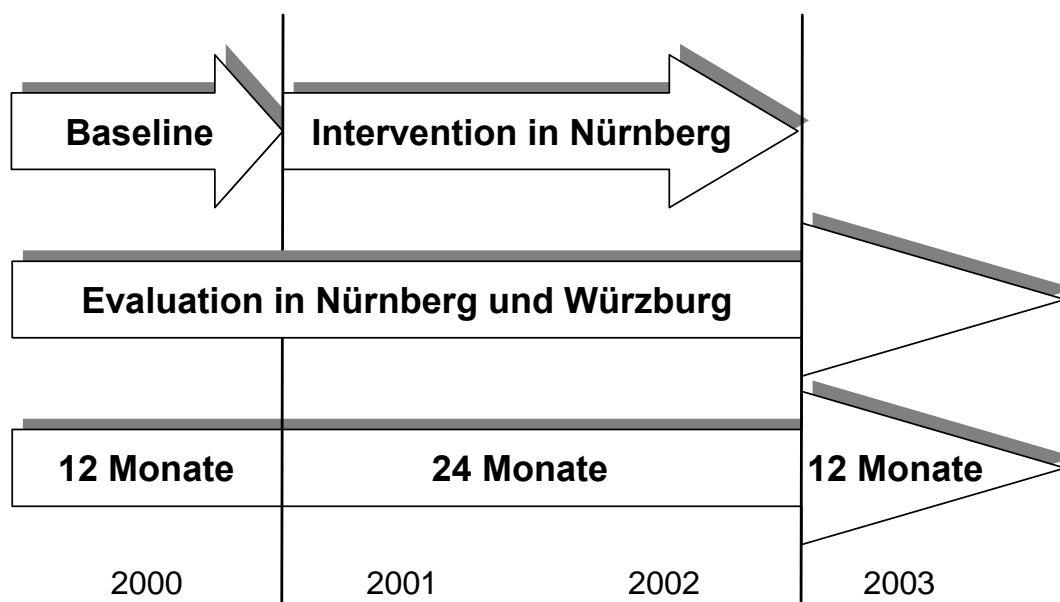 Baseline
Intervention in Nürnberg
Evaluation in Nürnberg und Würzburg
12 Monate
24 Monate
12 Monate
2000
2001
2002
2003